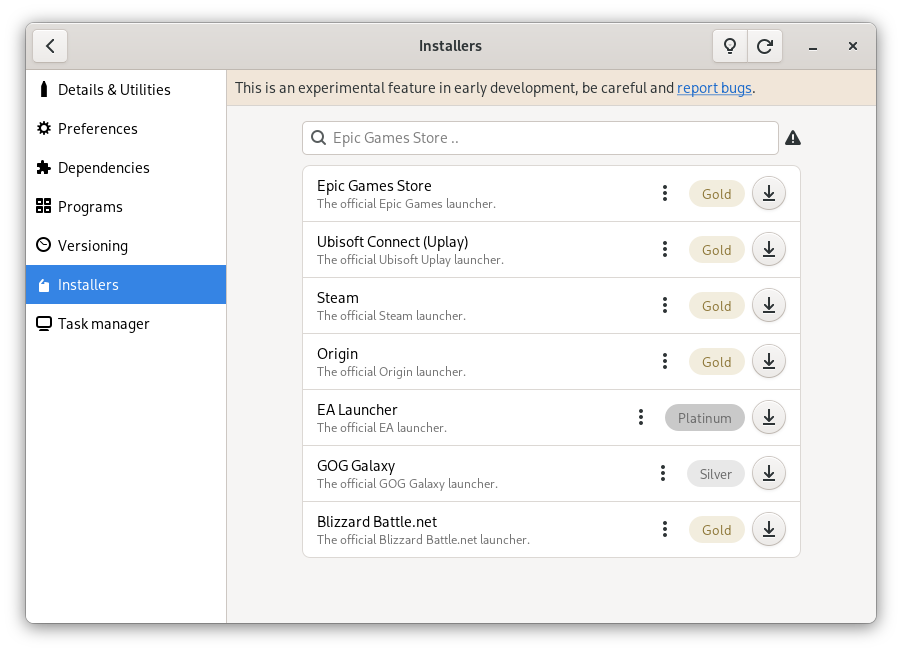 Installers
Details & Utilities
Preferences
Dependencies
Programs
Versioning
Installers
Task manager
This is an experimental feature in early development, be careful and report bugs.
Epic Games Store ..
Epic Games Store
The official Epic Games launcher.
Gold
Ubisoft Connect (Uplay)
The official Ubisoft Uplay launcher.
Gold
Steam
The official Steam launcher.
Gold
Origin
The official Origin launcher.
Gold
EA Launcher
The official EA launcher.
Platinum
GOG Galaxy
The official GOG Galaxy launcher.
Silver
Blizzard Battle.net
The official Blizzard Battle.net launcher.
Gold